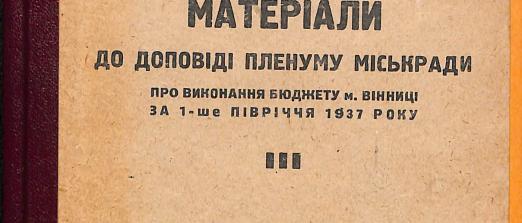 МАТЕРІАЛИ
ДО ДОПОВІДІ ПЛЕНУМУ МІСЬКРАДИ
ПРО ВИКОНАННЯ БЮДЖЕТУ м. ВІННИЦІ
ЗА 1-ше ПІВРІЧЧЯ 1937 РОКУ